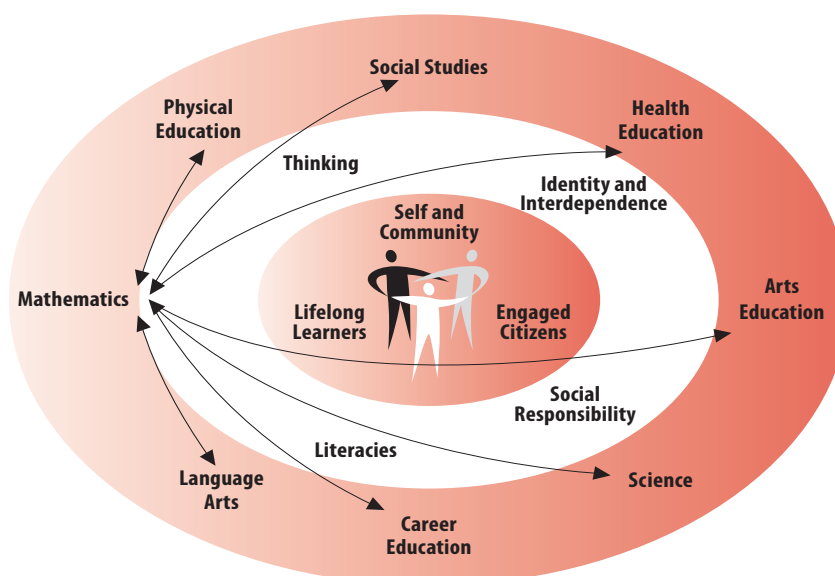 Social Studies
Physical
Education
Health
Education
Thinking
Identity and
Interdependence
Self and
Community
Mathematics
Lifelong
Learners
Engaged
Citizens
Arts
Education
Social
Responsibility
Literacies
Language
Arts
Science
Career
Education